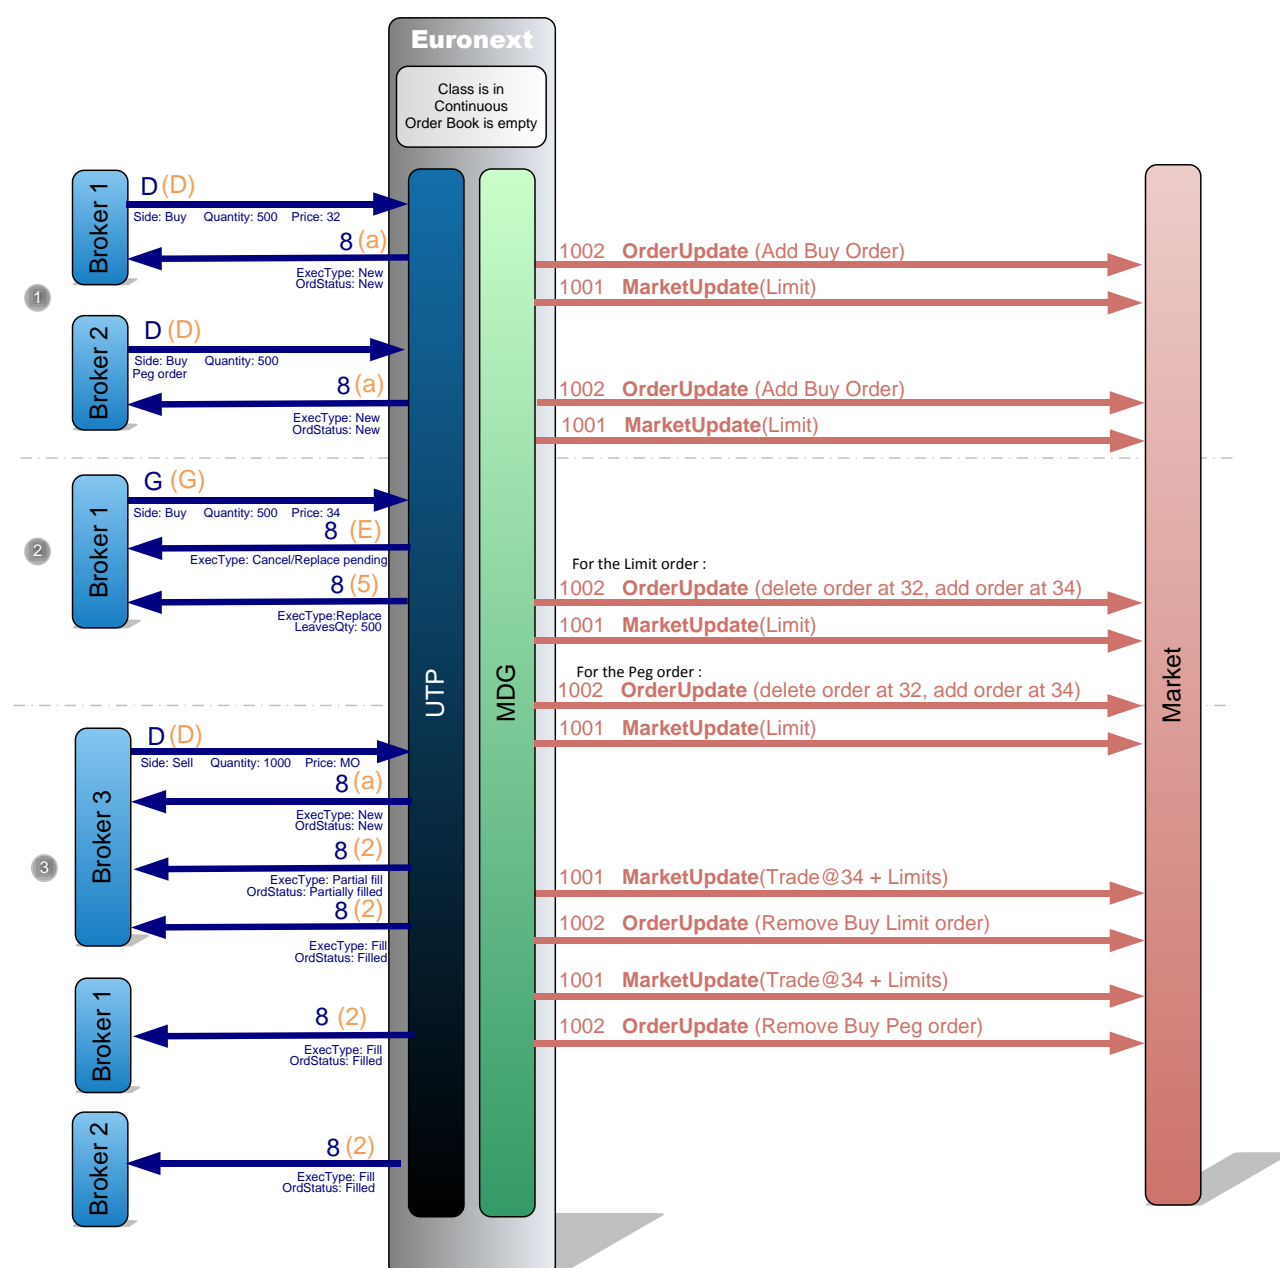 Euronext
Class is in
Continuous
Order Book is empty
Broker 1
D (D)
Side: Buy Quantity: 500 Price: 32
8 (a)
ExecType: New
OrdStatus: New
1002 OrderUpdate (Add Buy Order)
1001 MarketUpdate(Limit)
1
Broker 2
D (D)
Side: Buy Quantity: 500
Peg order
8 (a)
ExecType: New
OrdStatus: New
1002 OrderUpdate (Add Buy Order)
1001 MarketUpdate(Limit)
2
Broker 1
G (G)
Side: Buy Quantity: 500 Price: 34
8 (E)
ExecType: Cancel/Replace pending
8 (5)
ExecType:Replace
LeavesQty: 500
For the Limit order :
1002 OrderUpdate (delete order at 32, add order at 34)
1001 MarketUpdate(Limit)
For the Peg order :
1002 OrderUpdate (delete order at 32, add order at 34)
1001 MarketUpdate(Limit)
UTP
MDG
Market
3
Broker 3
D (D)
Side: Sell Quantity: 1000 Price: MO
8 (a)
ExecType: New
OrdStatus: New
8 (2)
ExecType: Partial fill
OrdStatus: Partially filled
8 (2)
ExecType: Fill
OrdStatus: Filled
1001 MarketUpdate(Trade@34 + Limits)
1002 OrderUpdate (Remove Buy Limit order)
1001 MarketUpdate(Trade@34 + Limits)
1002 OrderUpdate (Remove Buy Peg order)
Broker 1
8 (2)
ExecType: Fill
OrdStatus: Filled
Broker 2
8 (2)
ExecType: Fill
OrdStatus: Filled